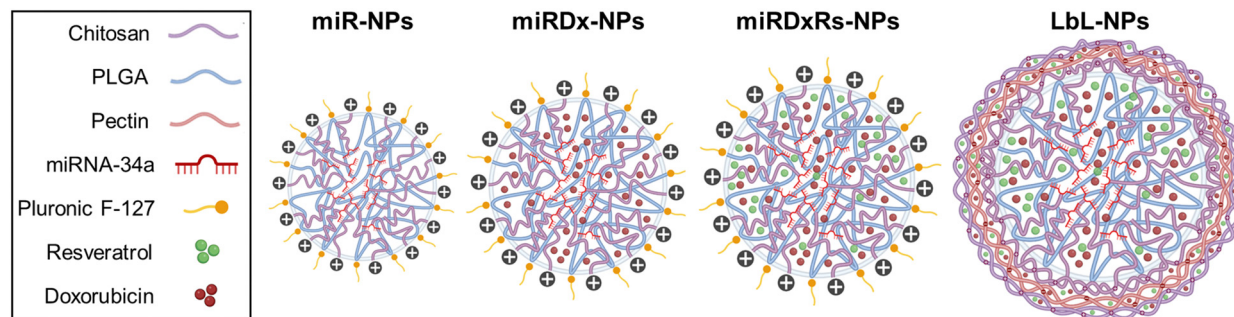 miR-NPs
miRDx-NPs
miRDxRs-NPs
LbL-NPs
Chitosan
PLGA
Pectin
miRNA-34a
Pluronic F-127
Resveratrol
Doxorubicin